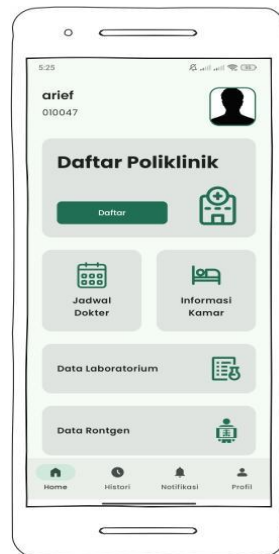 5:25
arief
010047
Daftar Poliklinik
Daftar
Jadwal
Dokter
Informasi
Kamar
Data Laboratorium
Data Rontgen
Home Histori Notifikasi Profil